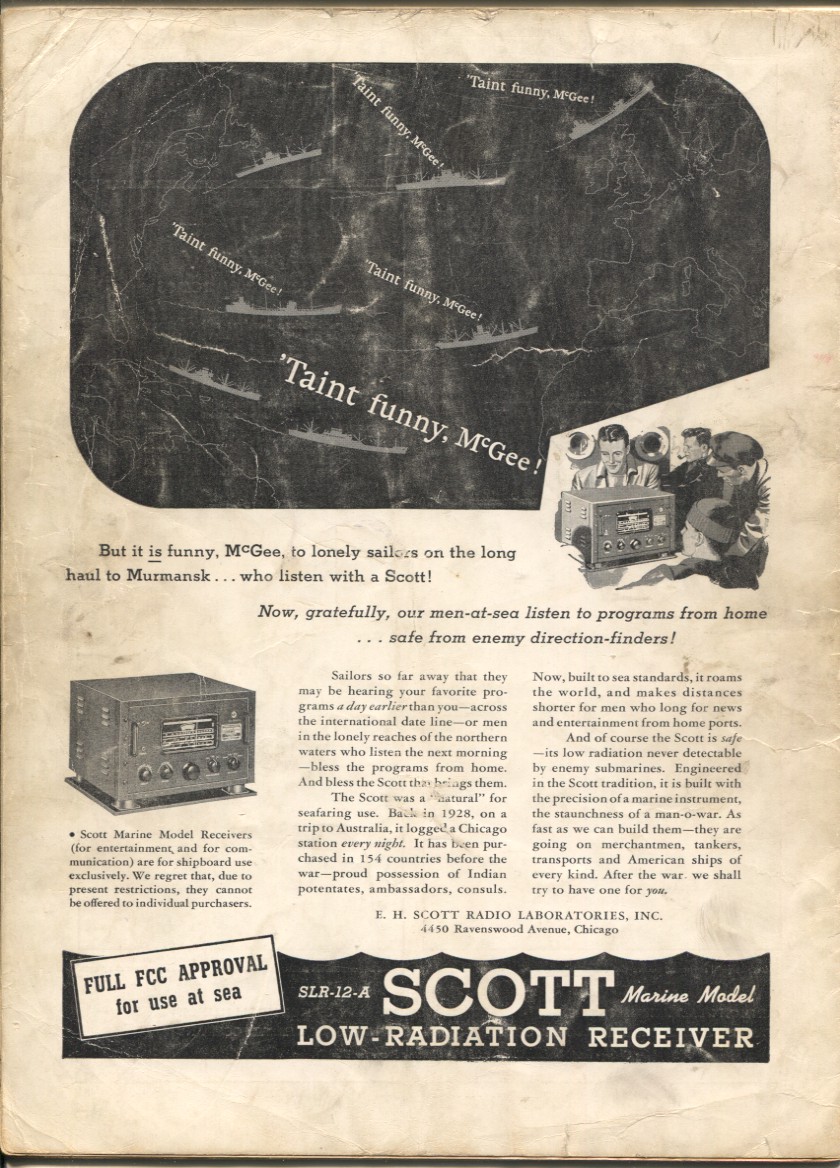 'Taint funny, McGee!
'Taint funny, McGee!
'Taint funny, McGee!
'Taint funny, McGee!
'Taint funny, McGee!
But it is funny, McGee, to lonely sailors on the long
haul to Murmansk . . . who listen with a Scott!
Now, gratefully, our men-at-sea listen to programs from home
. . . safe from enemy direction-finders!
• Scott Marine Model Receivers
(for entertainment and for com-
munication) are for shipboard use
exclusively. We regret that, due to
present restrictions, they cannot
be offered to individual purchasers.
Sailors so far away that they
may be hearing your favorite pro-
grams a day earlier than you—across
the international date line—or men
in the lonely reaches of the northern
waters who listen the next morning
—bless the programs from home.
And bless the Scott that brings them.
The Scott was a "natural" for
seafaring use. Back in 1928, on a
trip to Australia, it logged a Chicago
station every night. It has been pur-
chased in 154 countries before the
war—proud possession of Indian
potentates, ambassadors, consuls.
Now, built to sea standards, it roams
the world, and makes distances
shorter for men who long for news
and entertainment from home ports.
And of course the Scott is safe
—its low radiation never detectable
by enemy submarines. Engineered
in the Scott tradition, it is built with
the precision of a marine instrument,
the staunchness of a man-o-war. As
fast as we can build them—they are
going on merchantmen, tankers,
transports and American ships of
every kind. After the war we shall
try to have one for you.
E. H. SCOTT RADIO LABORATORIES, INC.
4450 Ravenswood Avenue, Chicago
FULL FCC APPROVAL
for use at sea
SLR-12-A SCOTT Marine Model
LOW-RADIATION RECEIVER